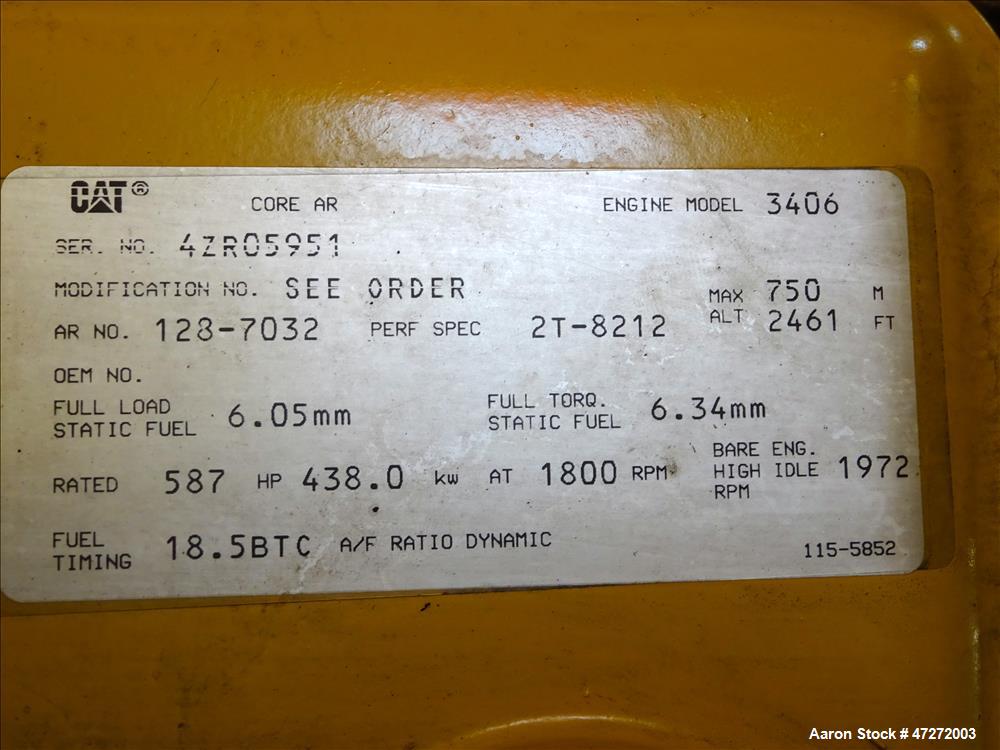 CAT® CORE AR ENGINE MODEL 3406
SER. NO. 4ZR05951
MODIFICATION NO. SEE ORDER MAX ALT 750 M
2461 FT
AR NO. 128-7032 PERF SPEC 2T-8212
OEM NO.
FULL LOAD STATIC FUEL 6.05mm FULL TORQ. STATIC FUEL 6.34mm
RATED 587 HP 438.0 kw AT 1800 RPM BARE ENG. HIGH IDLE RPM 1972
FUEL TIMING 18.5BTC A/F RATIO DYNAMIC 115-5852
Aaron Stock # 47272003